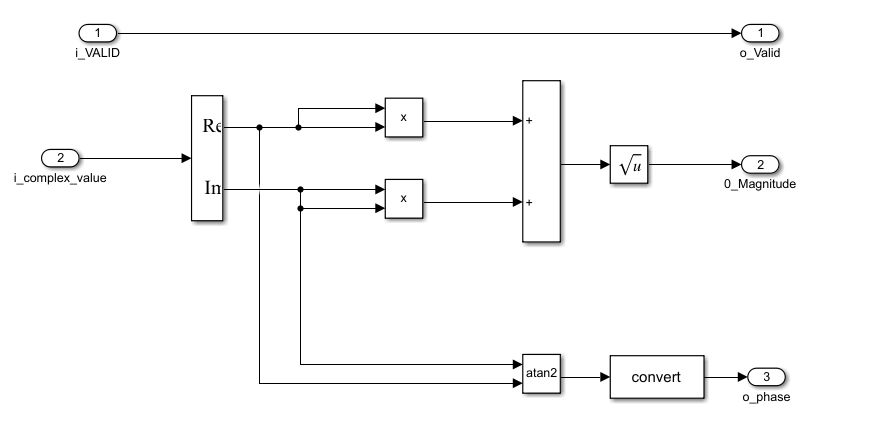 1
i_VALID
1
o_Valid
Re
x
+
2
i_complex_value
√u
2
0_Magnitude
Im
x
+
atan2
convert
3
o_phase